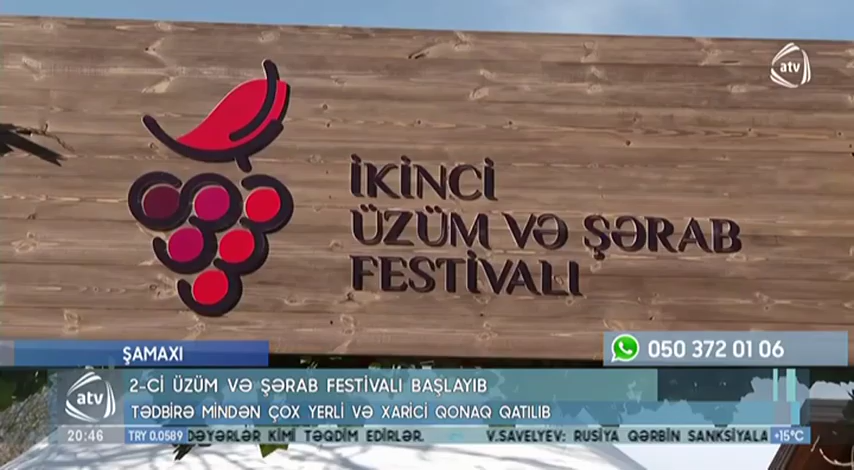 atv
İKİNCİ
ÜZÜM VƏ ŞƏRAB
FESTİVALI
ŞAMAXI
050 372 01 06
atv
2-Cİ ÜZÜM VƏ ŞƏRAB FESTİVALI BAŞLAYIB
TƏDBİRƏ MİNDƏN ÇOX YERLİ VƏ XARİCİ QONAQ QATILIB
20:46 TRY 0.0589 DƏYƏRLƏR KİMİ TƏQDİM EDİRLƏR. V.SAVELYEV: RUSİYA QƏRBİN SANKSİYALA +15°C